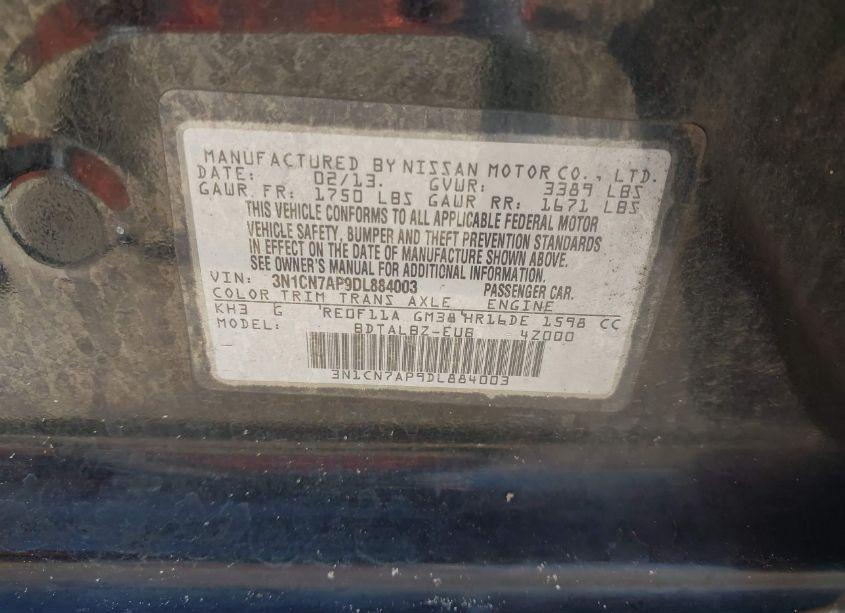 MANUFACTURED BY NISSAN MOTOR CO., LTD.
DATE: 02/13. GVWR: 3389 LBS
GAWR FR: 1750 LBS GAWR RR: 1671 LBS
THIS VEHICLE CONFORMS TO ALL APPLICABLE FEDERAL MOTOR
VEHICLE SAFETY, BUMPER AND THEFT PREVENTION STANDARDS
IN EFFECT ON THE DATE OF MANUFACTURE SHOWN ABOVE.
SEE OWNER'S MANUAL FOR ADDITIONAL INFORMATION.
VIN: 3N1CN7AP9DL884003 PASSENGER CAR.
COLOR TRIM TRANS AXLE ENGINE
KH3 G RE0F11A GM38 HR16DE 1598 CC
MODEL: BDTALBZ-EUB 4Z000
3N1CN7AP9DL884003